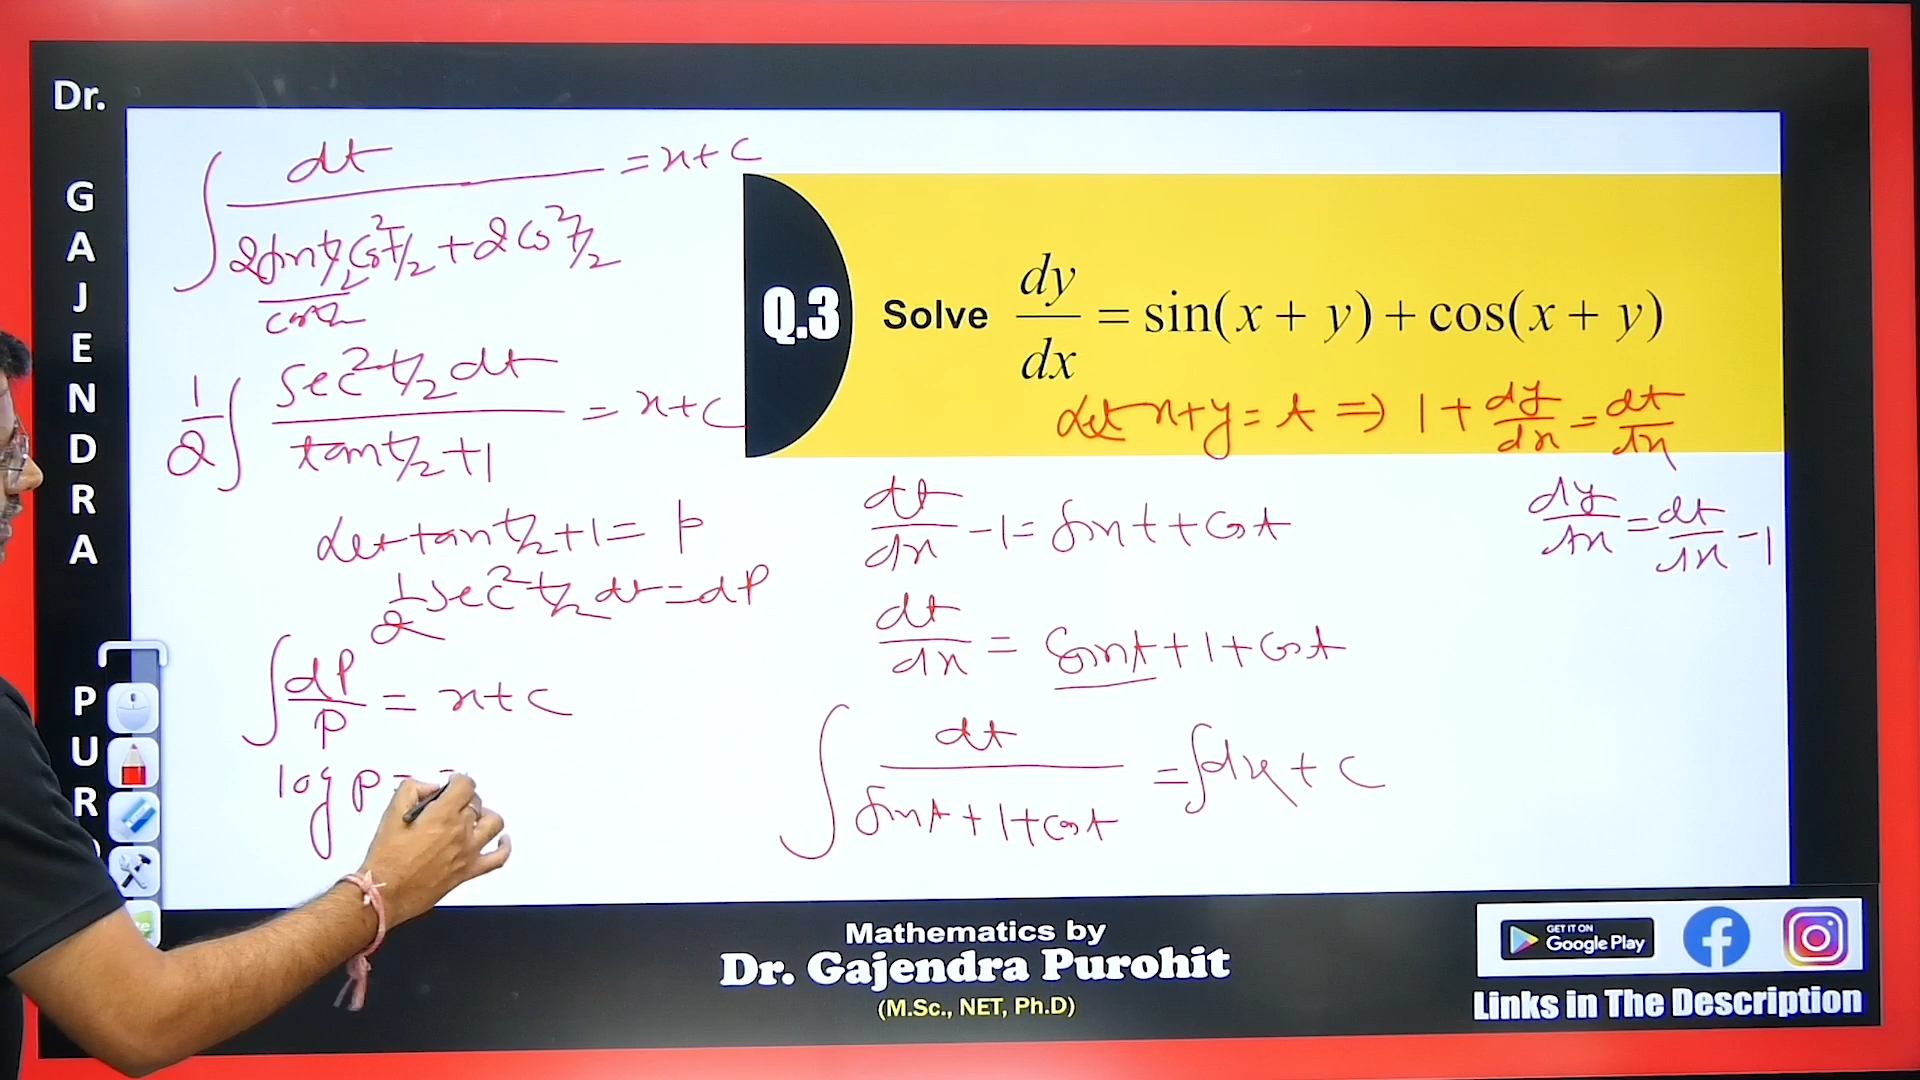 Dr.
GAJENDRA
PUR
∫ dt / (2sin t/2 cos² t/2 / cos t/2 + 2cos² t/2) = x+c
1/2 ∫ sec² t/2 dt / (tan t/2 + 1) = x+c
Let tan t/2 + 1 = p
1/2 sec² t/2 dt = dP
∫ dP/P = x+c
log p =
Q.3 Solve dy/dx = sin(x + y) + cos(x + y)
Let x+y = t ⇒ 1 + dy/dx = dt/dx
dy/dx = dt/dx - 1
dt/dx - 1 = sin t + cos t
dt/dx = sin t + 1 + cos t
∫ dt / (sin t + 1 + cos t) = ∫dx + c
Mathematics by
Dr. Gajendra Purohit
(M.Sc., NET, Ph.D)
GET IT ON
Google Play
Links in The Description